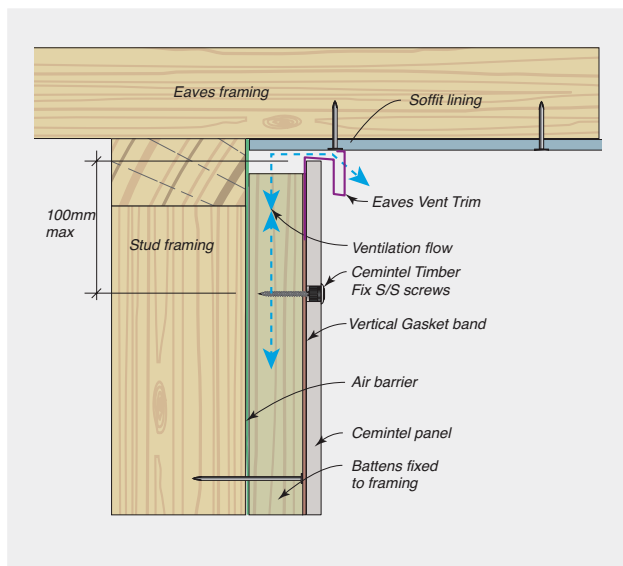 Eaves framing
Soffit lining
Eaves Vent Trim
100mm
max
Stud framing
Ventilation flow
Cemintel Timber
Fix S/S screws
Vertical Gasket band
Air barrier
Cemintel panel
Battens fixed
to framing